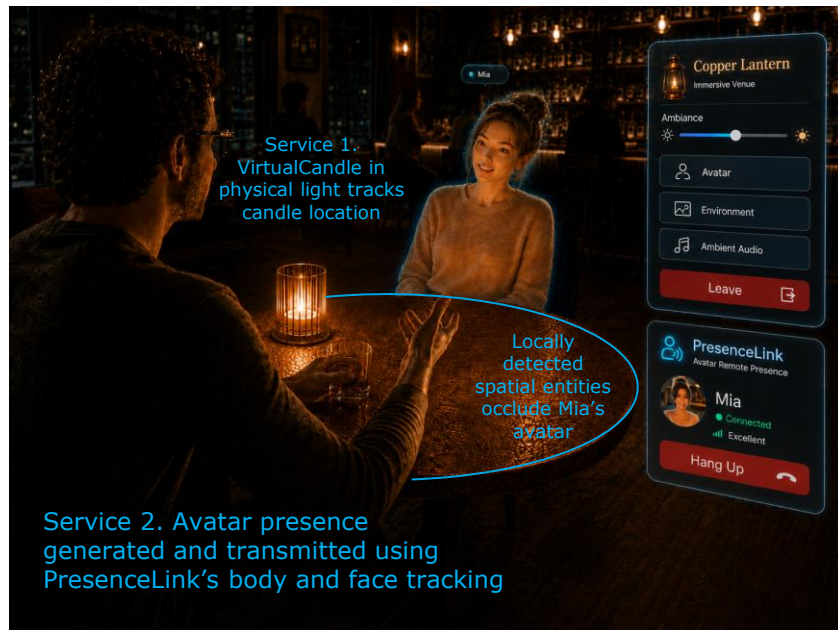 Mia
Copper Lantern
Immersive Venue
Ambiance
Avatar
Environment
Ambient Audio
Leave
Service 1.
VirtualCandle in
physical light tracks
candle location
Locally
detected
spatial entities
occlude Mia's
avatar
PresenceLink
Avatar Remote Presence
Mia
Connected
Excellent
Hang Up
Service 2. Avatar presence
generated and transmitted using
PresenceLink's body and face tracking